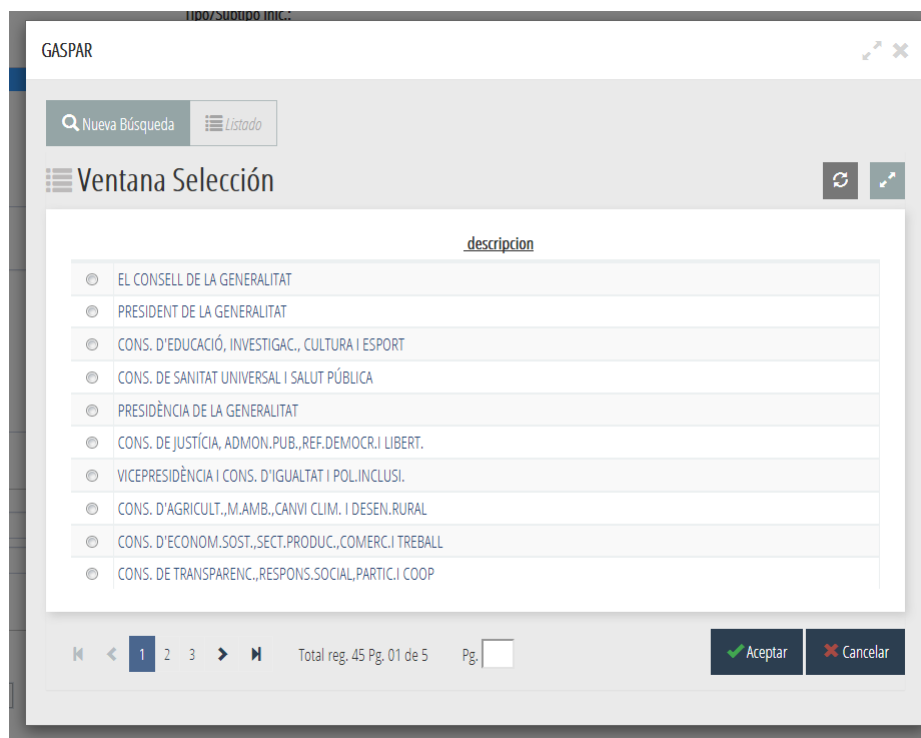 Tipo/Subtipo Inic.:
GASPAR
Nueva Búsqueda
Listado
Ventana Selección
descripcion
EL CONSELL DE LA GENERALITAT
PRESIDENT DE LA GENERALITAT
CONS. D'EDUCACIÓ, INVESTIGAC., CULTURA I ESPORT
CONS. DE SANITAT UNIVERSAL I SALUT PÚBLICA
PRESIDÈNCIA DE LA GENERALITAT
CONS. DE JUSTÍCIA, ADMON.PUB.,REF.DEMOCR.I LIBERT.
VICEPRESIDÈNCIA I CONS. D'IGUALTAT I POL.INCLUSI.
CONS. D'AGRICULT.,M.AMB.,CANVI CLIM. I DESEN.RURAL
CONS. D'ECONOM.SOST.,SECT.PRODUC.,COMERC.I TREBALL
CONS. DE TRANSPARENC.,RESPONS.SOCIAL,PARTIC.I COOP
1 2 3 Total reg. 45 Pg. 01 de 5 Pg. Aceptar Cancelar